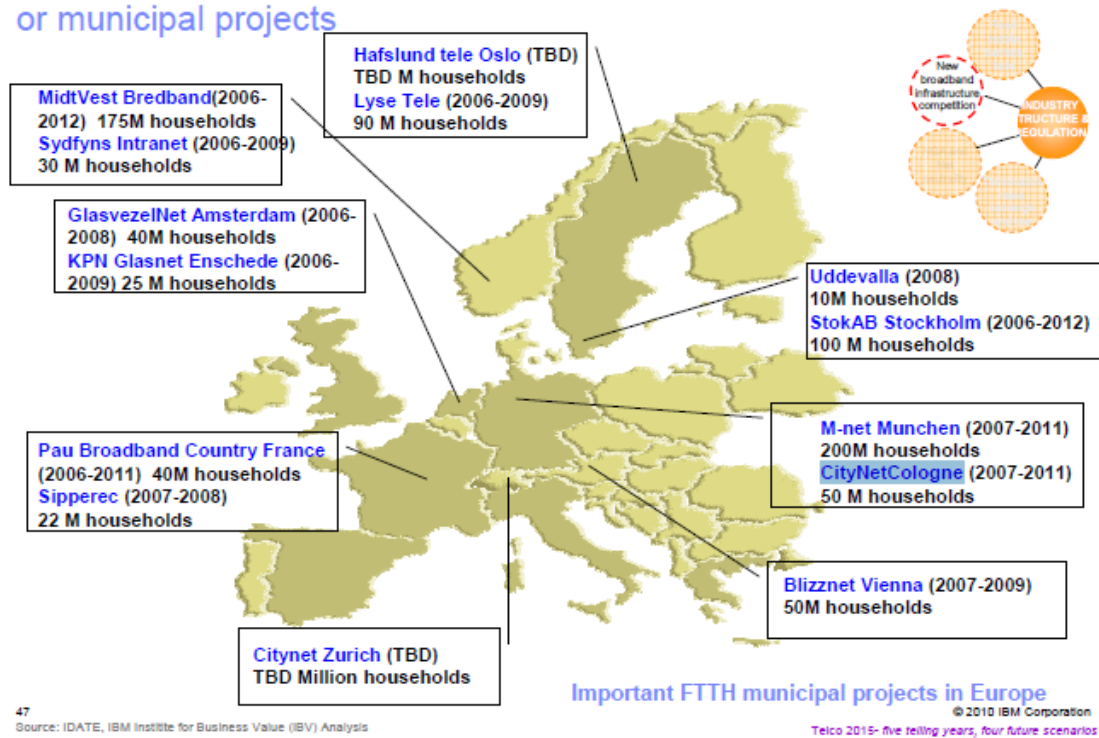 or municipal projects
Hafslund tele Oslo (TBD)
TBD M households
Lyse Tele (2006-2009)
90 M households
New
broadband
infrastructure
competition
INDUSTRY
TRUCTURE &
EGULATION
MidtVest Bredband(2006-
2012) 175M households
Sydfyns Intranet (2006-2009)
30 M households
GlasvezelNet Amsterdam (2006-
2008) 40M households
KPN Glasnet Enschede (2006-
2009) 25 M households
Uddevalla (2008)
10M households
StokAB Stockholm (2006-2012)
100 M households
M-net Munchen (2007-2011)
200M households
CityNetCologne (2007-2011)
50 M households
Pau Broadband Country France
(2006-2011) 40M households
Sipperec (2007-2008)
22 M households
Blizznet Vienna (2007-2009)
50M households
Citynet Zurich (TBD)
TBD Million households
Important FTTH municipal projects in Europe
47
© 2010 IBM Corporation
Source: IDATE, IBM Institite for Business Value (IBV) Analysis
Telco 2015- five telling years, four future scenarios